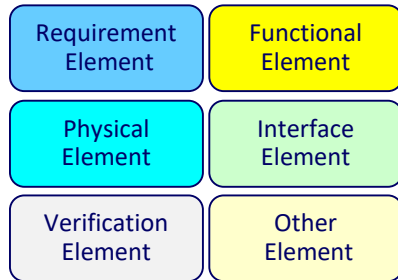 Requirement
Element
Functional
Element
Physical
Element
Interface
Element
Verification
Element
Other
Element